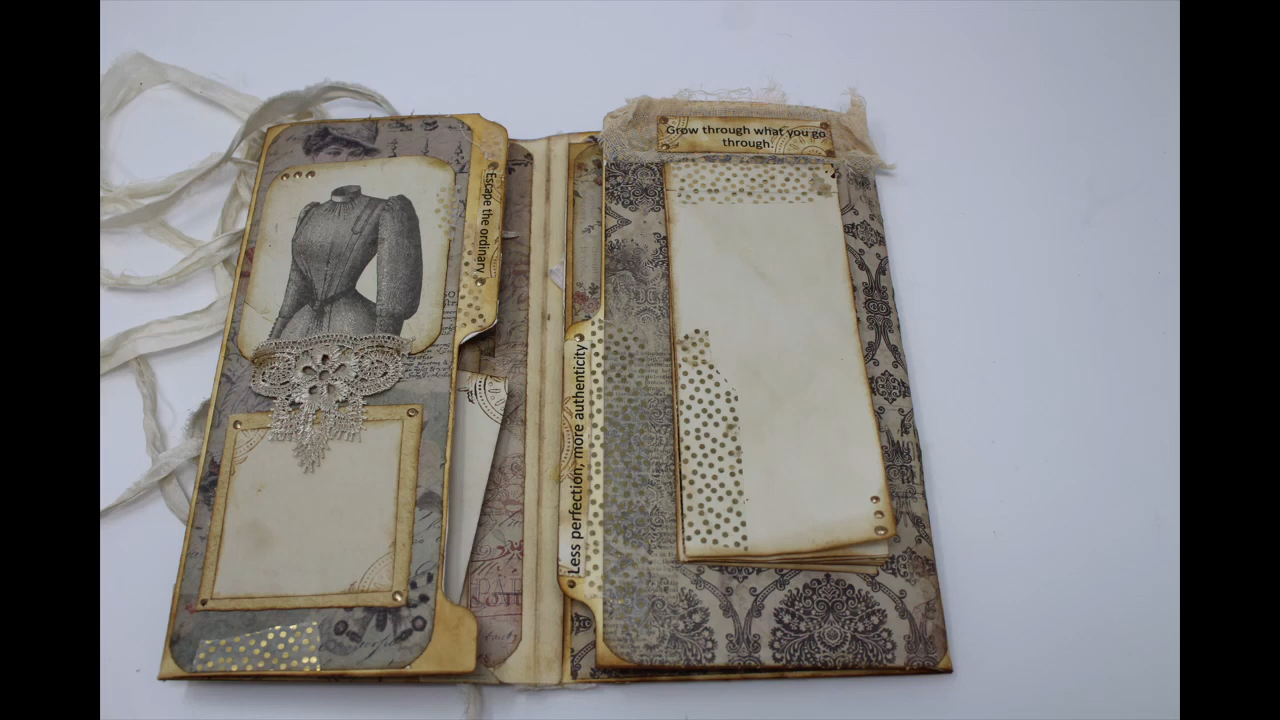 Escape the ordinary
Grow through what you go
through.
Less perfection, more authenticity